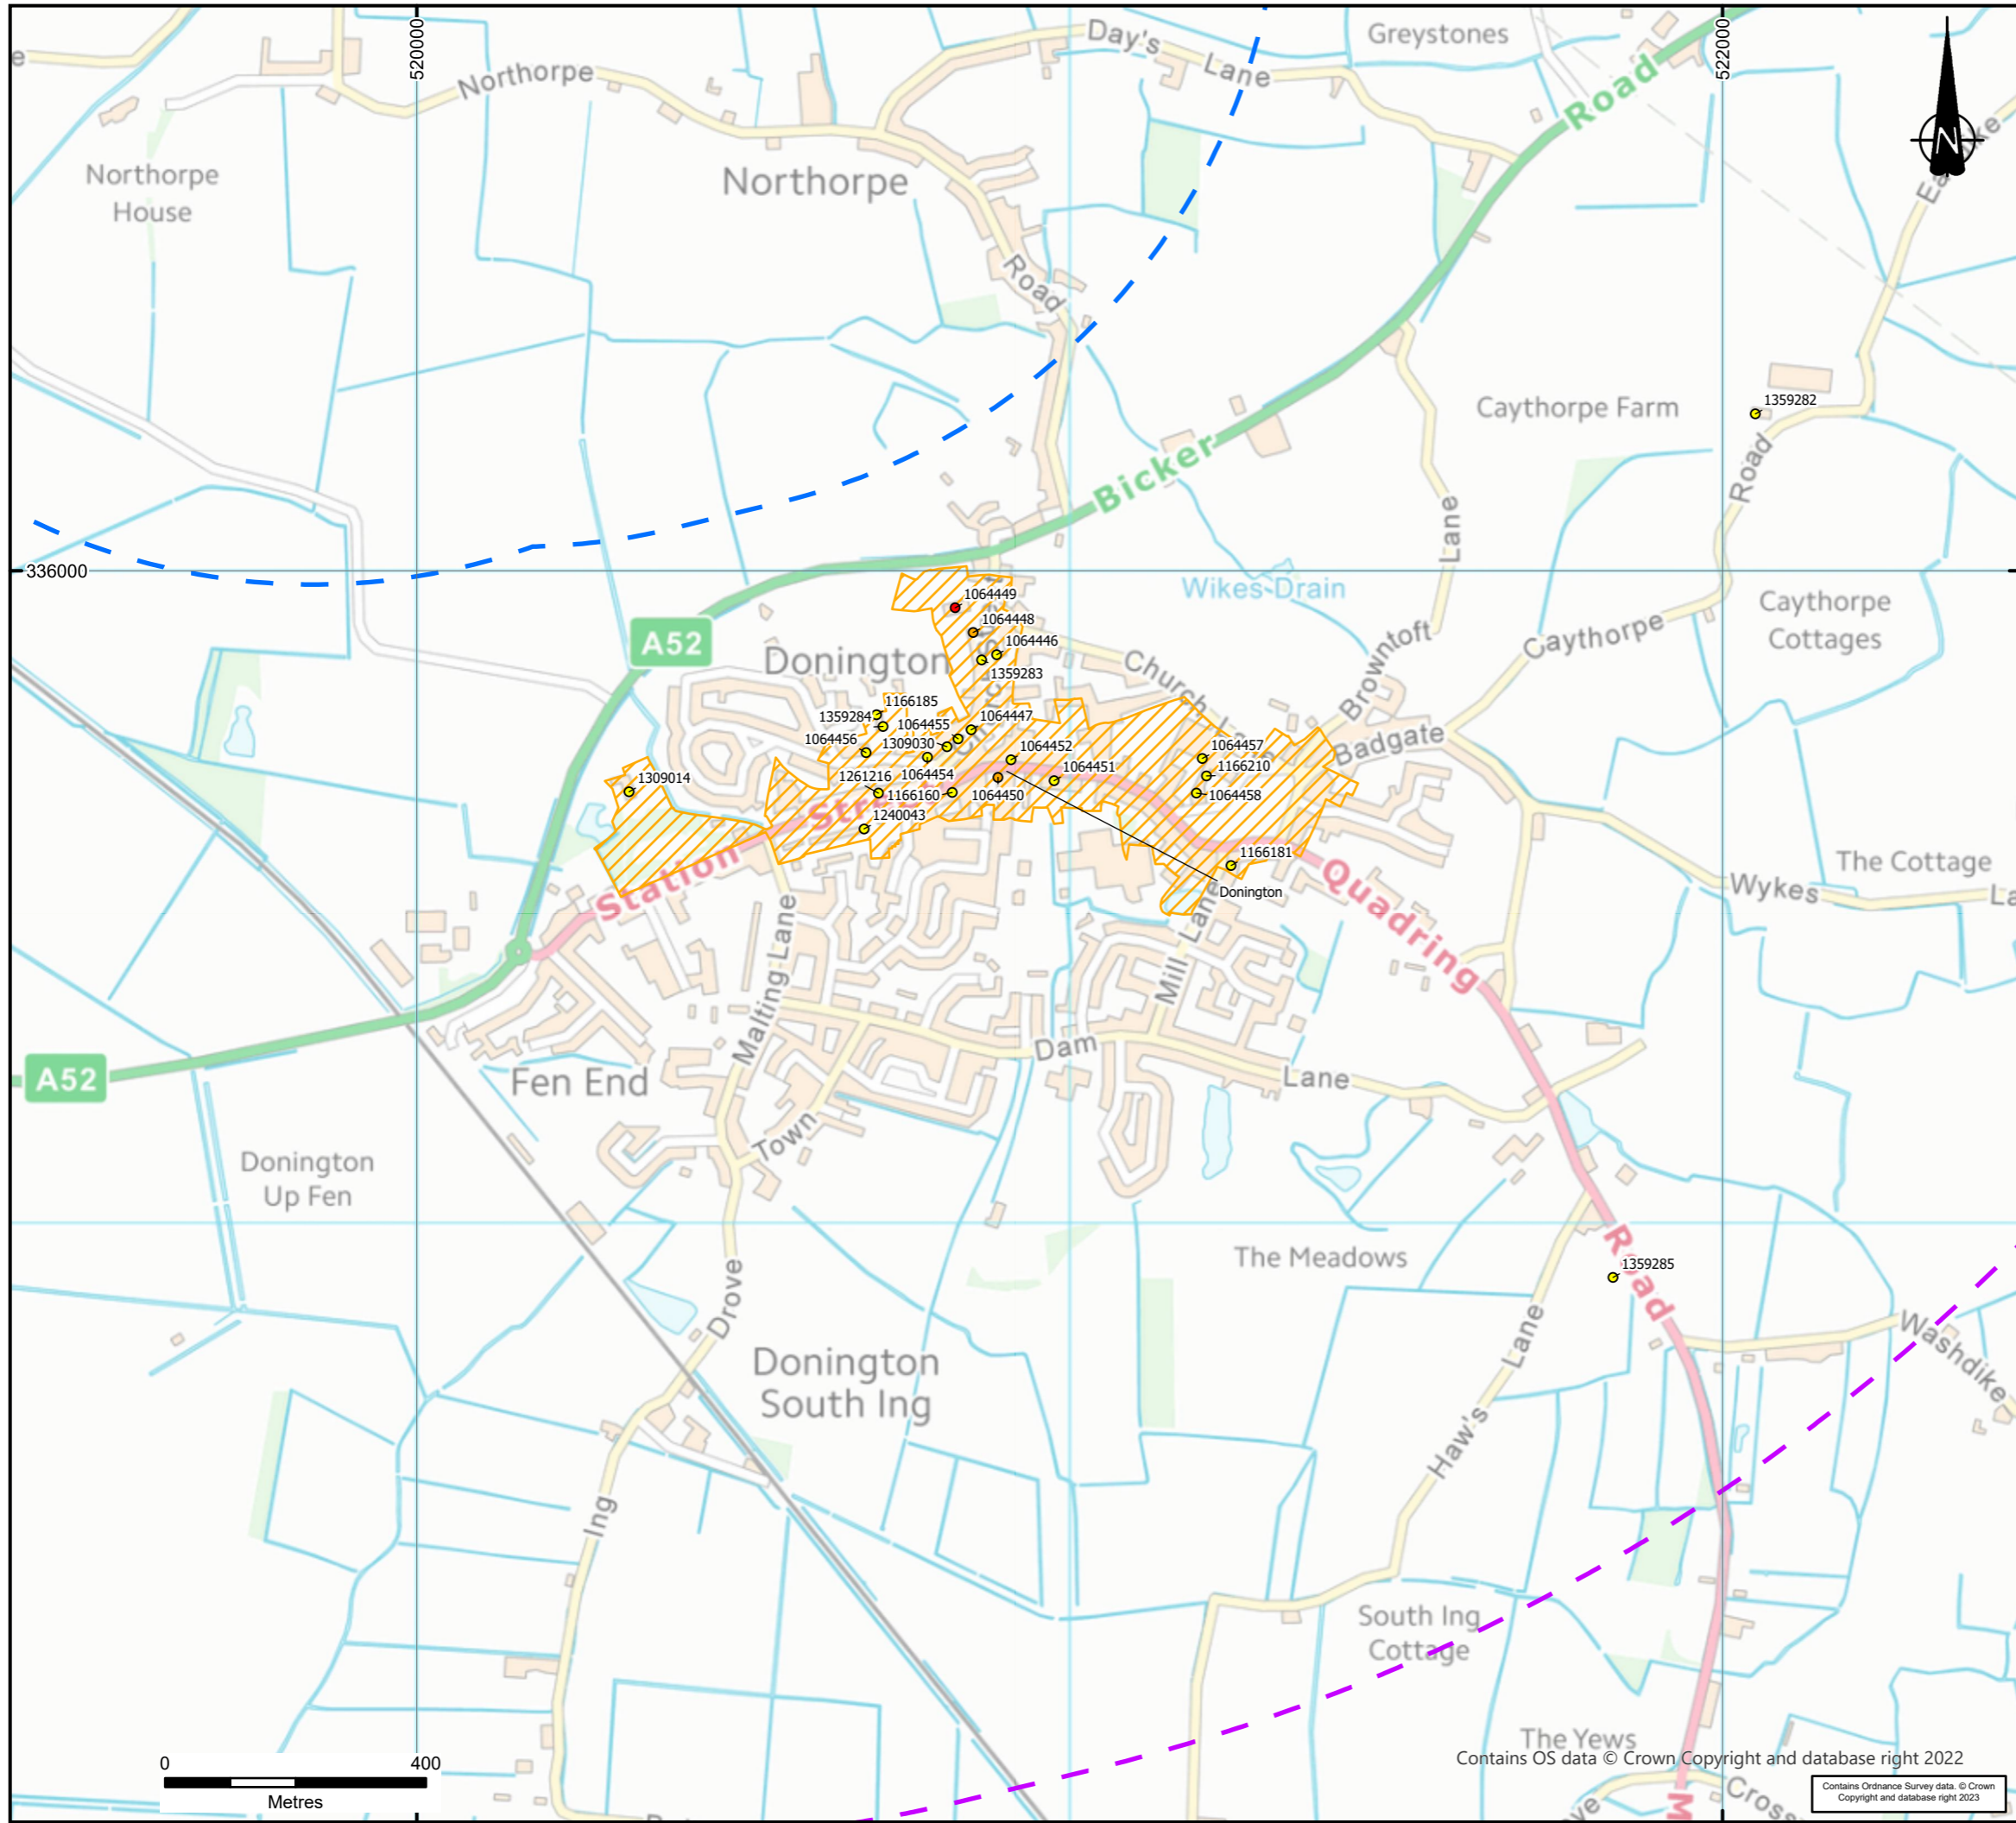 520000
522000
Greystones
Day's
Lane
Northorpe
Road
Northorpe
House
Northorpe
Road
Caythorpe Farm
1359282
Bicker
Road
Lane
336000
Wikes Drain
Caythorpe
Cottages
1064449
1064448
1064446
1359283
A52
Donington
Church
Lane
Browntoft
Caythorpe
1166185
1359284
1064455
1064447
1064456
1309030
1064452
1064457
Badgate
1309014
1261216
1064454
1064451
1166210
1166160
1064450
1064458
1240043
1166181
Donington
Station
Street
Quadring
The Cottage
Wykes
Malting Lane
Mill Lane
Dam
Lane
A52
Fen End
Town
Donington
Up Fen
The Meadows
Road
1359285
Drove
Washdike
Donington
South Ing
Haw's
Lane
Ing
South Ing
Cottage
The Yews
Contains OS data © Crown Copyright and database right 2022
0 400
Metres
Contains Ordnance Survey data. © Crown
Copyright and database right 2023
N